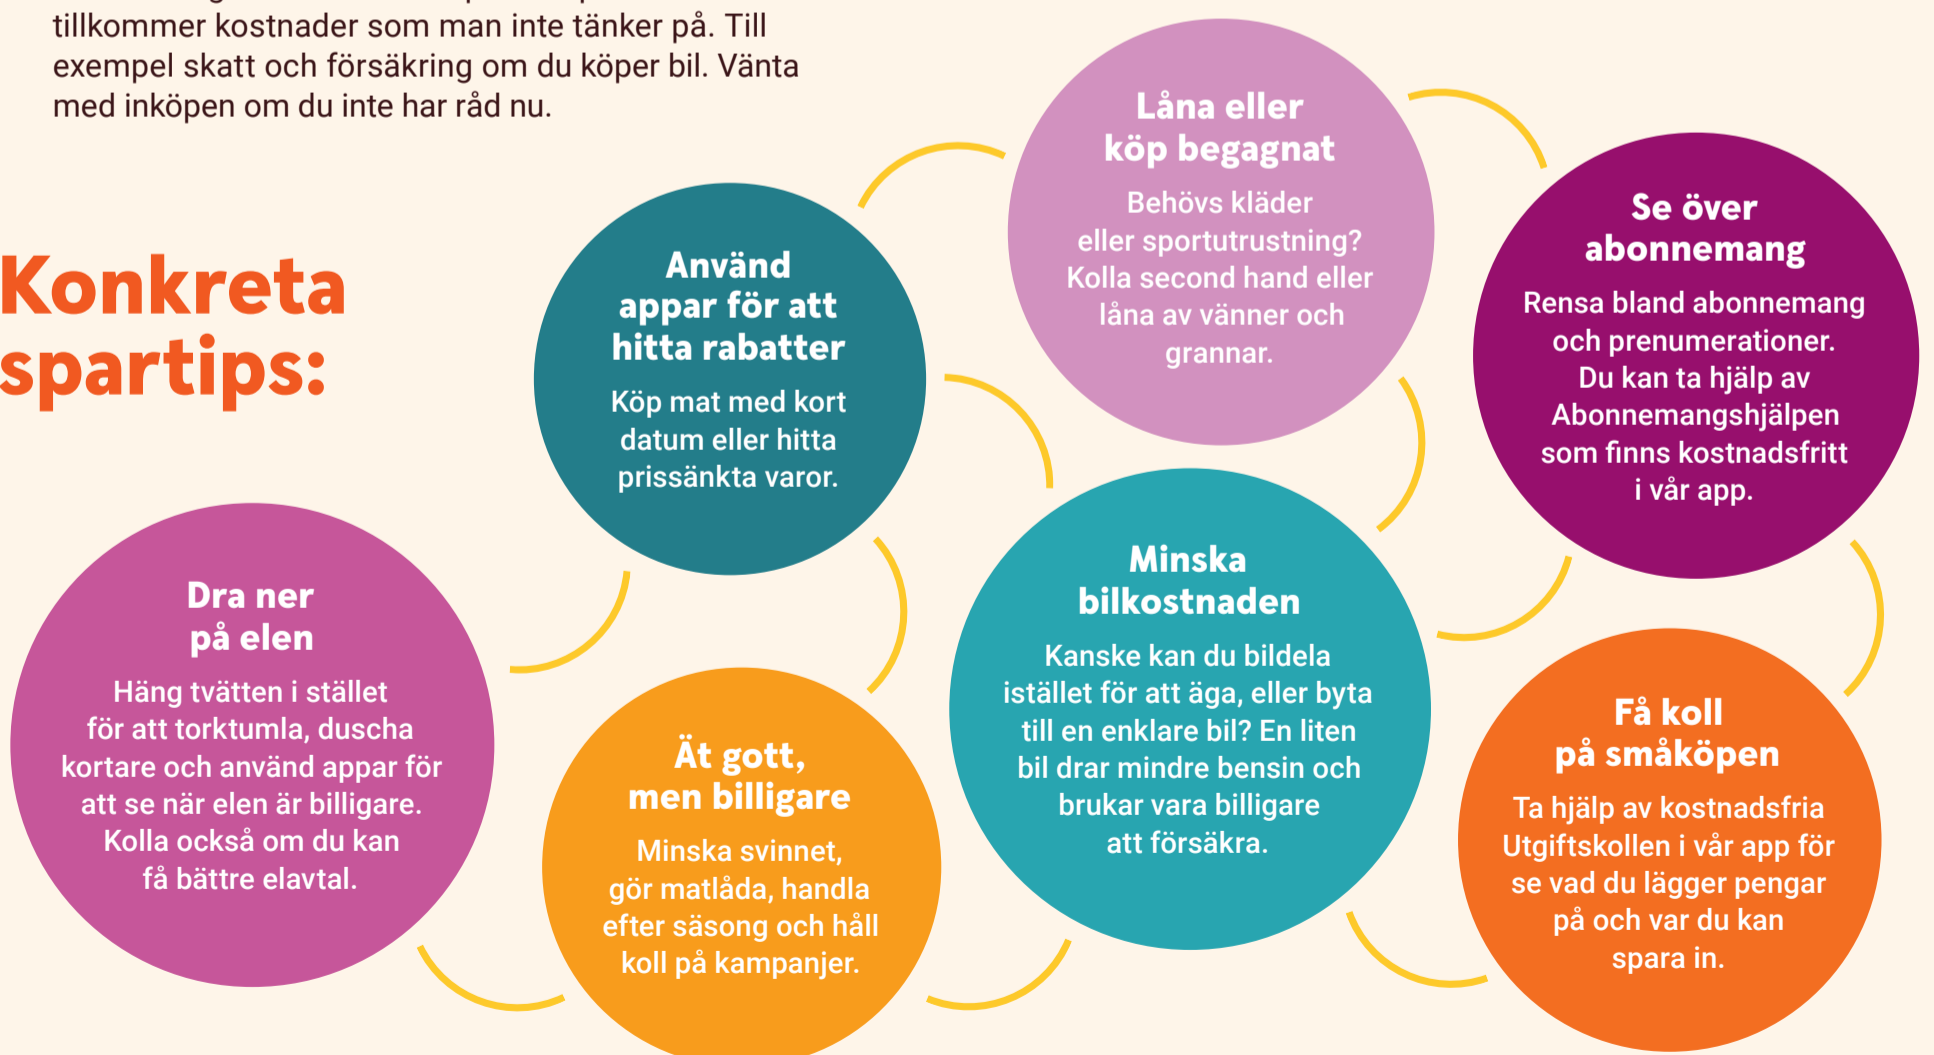 tillkommer kostnader som man inte tänker på. Till
exempel skatt och försäkring om du köper bil. Vänta
med inköpen om du inte har råd nu.
Konkreta
spartips:
Dra ner
på elen
Häng tvätten i stället
för att torktumla, duscha
kortare och använd appar för
att se när elen är billigare.
Kolla också om du kan
få bättre elavtal.
Använd
appar för att
hitta rabatter
Köp mat med kort
datum eller hitta
prissänkta varor.
Ät gott,
men billigare
Minska svinnet,
gör matlåda, handla
efter säsong och håll
koll på kampanjer.
Låna eller
köp begagnat
Behövs kläder
eller sportutrustning?
Kolla second hand eller
låna av vänner och
grannar.
Minska
bilkostnaden
Kanske kan du bildela
istället för att äga, eller byta
till en enklare bil? En liten
bil drar mindre bensin och
brukar vara billigare
att försäkra.
Se över
abonnemang
Rensa bland abonnemang
och prenumerationer.
Du kan ta hjälp av
Abonnemangshjälpen
som finns kostnadsfritt
i vår app.
Få koll
på småköpen
Ta hjälp av kostnadsfria
Utgiftskollen i vår app för
se vad du lägger pengar
på och var du kan
spara in.